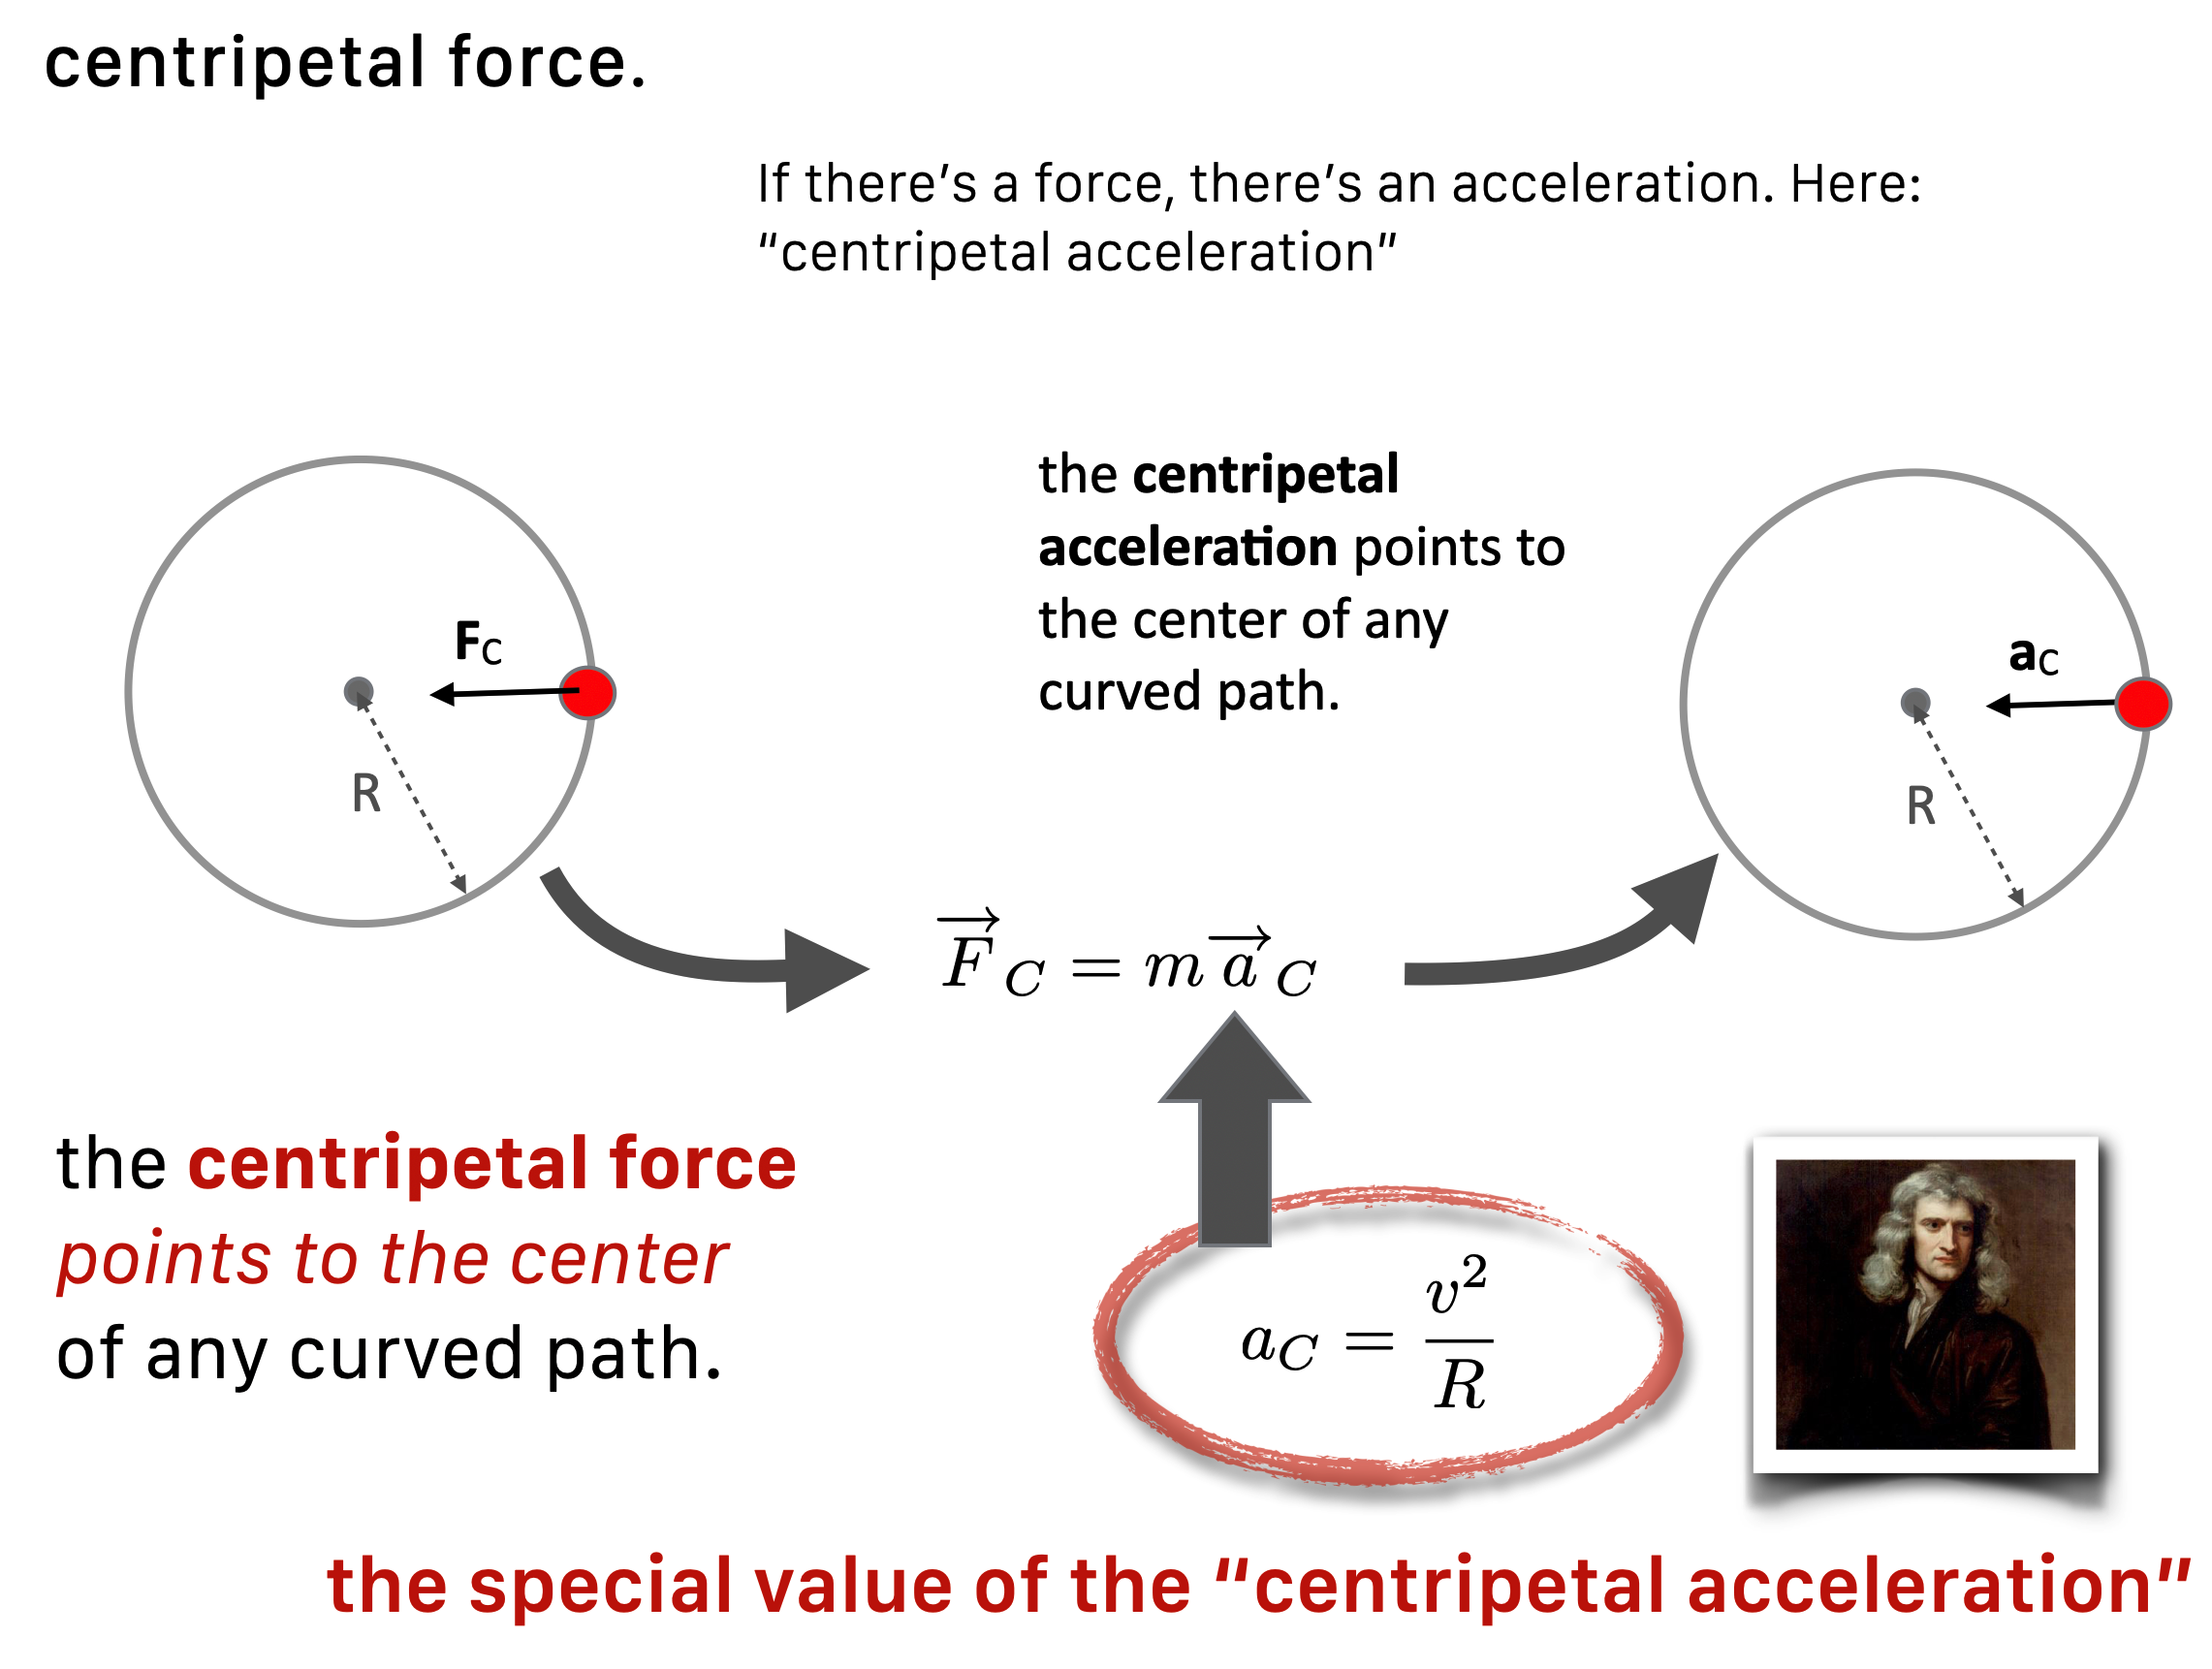 centripetal force.
If there’s a force, there’s an acceleration. Here:
“centripetal acceleration”
the centripetal
acceleration points to
the center of any
curved path.
F_C
R
a_C
R
\overrightarrow{F}_C = m\overrightarrow{a}_C
the centripetal force
points to the center
of any curved path.
a_C = \frac{v^2}{R}
the special value of the “centripetal acceleration”